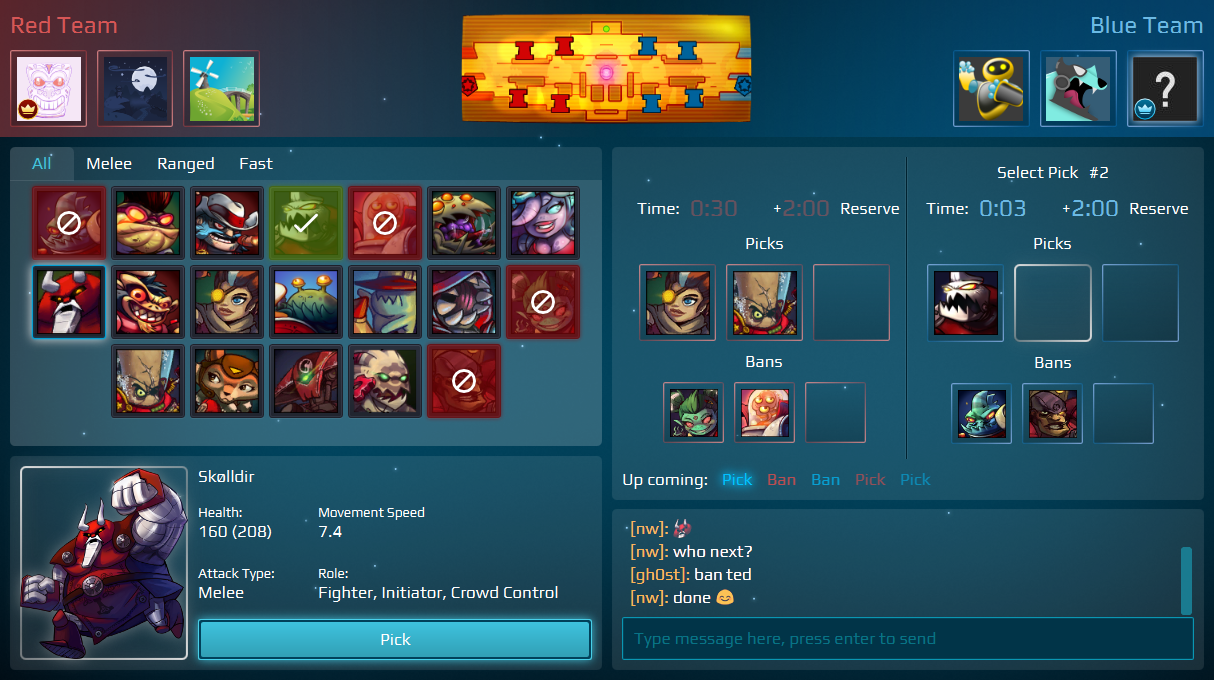 Red Team
Blue Team
?
All Melee Ranged Fast
Select Pick #2
Time: 0:30 +2:00 Reserve
Time: 0:03 +2:00 Reserve
Picks
Picks
Bans
Bans
Upcoming: Pick Ban Ban Pick Pick
Skølldir
Health:
160 (208)
Movement Speed
7.4
Attack Type:
Melee
Role:
Fighter, Initiator, Crowd Control
Pick
[nw]:
[nw]: who next?
[gh0st]: ban ted
[nw]: done 😊
Type message here, press enter to send